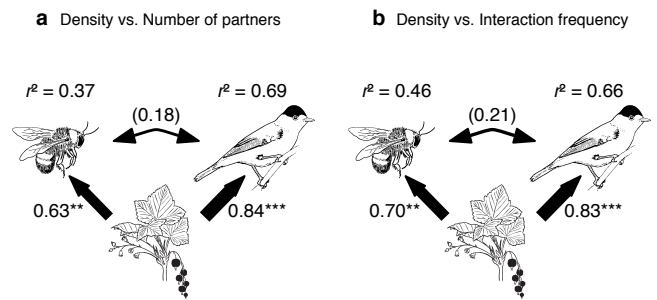 a Density vs. Number of partners
r² = 0.37
r² = 0.69
(0.18)
0.63**
0.84***
b Density vs. Interaction frequency
r² = 0.46
r² = 0.66
(0.21)
0.70**
0.83***